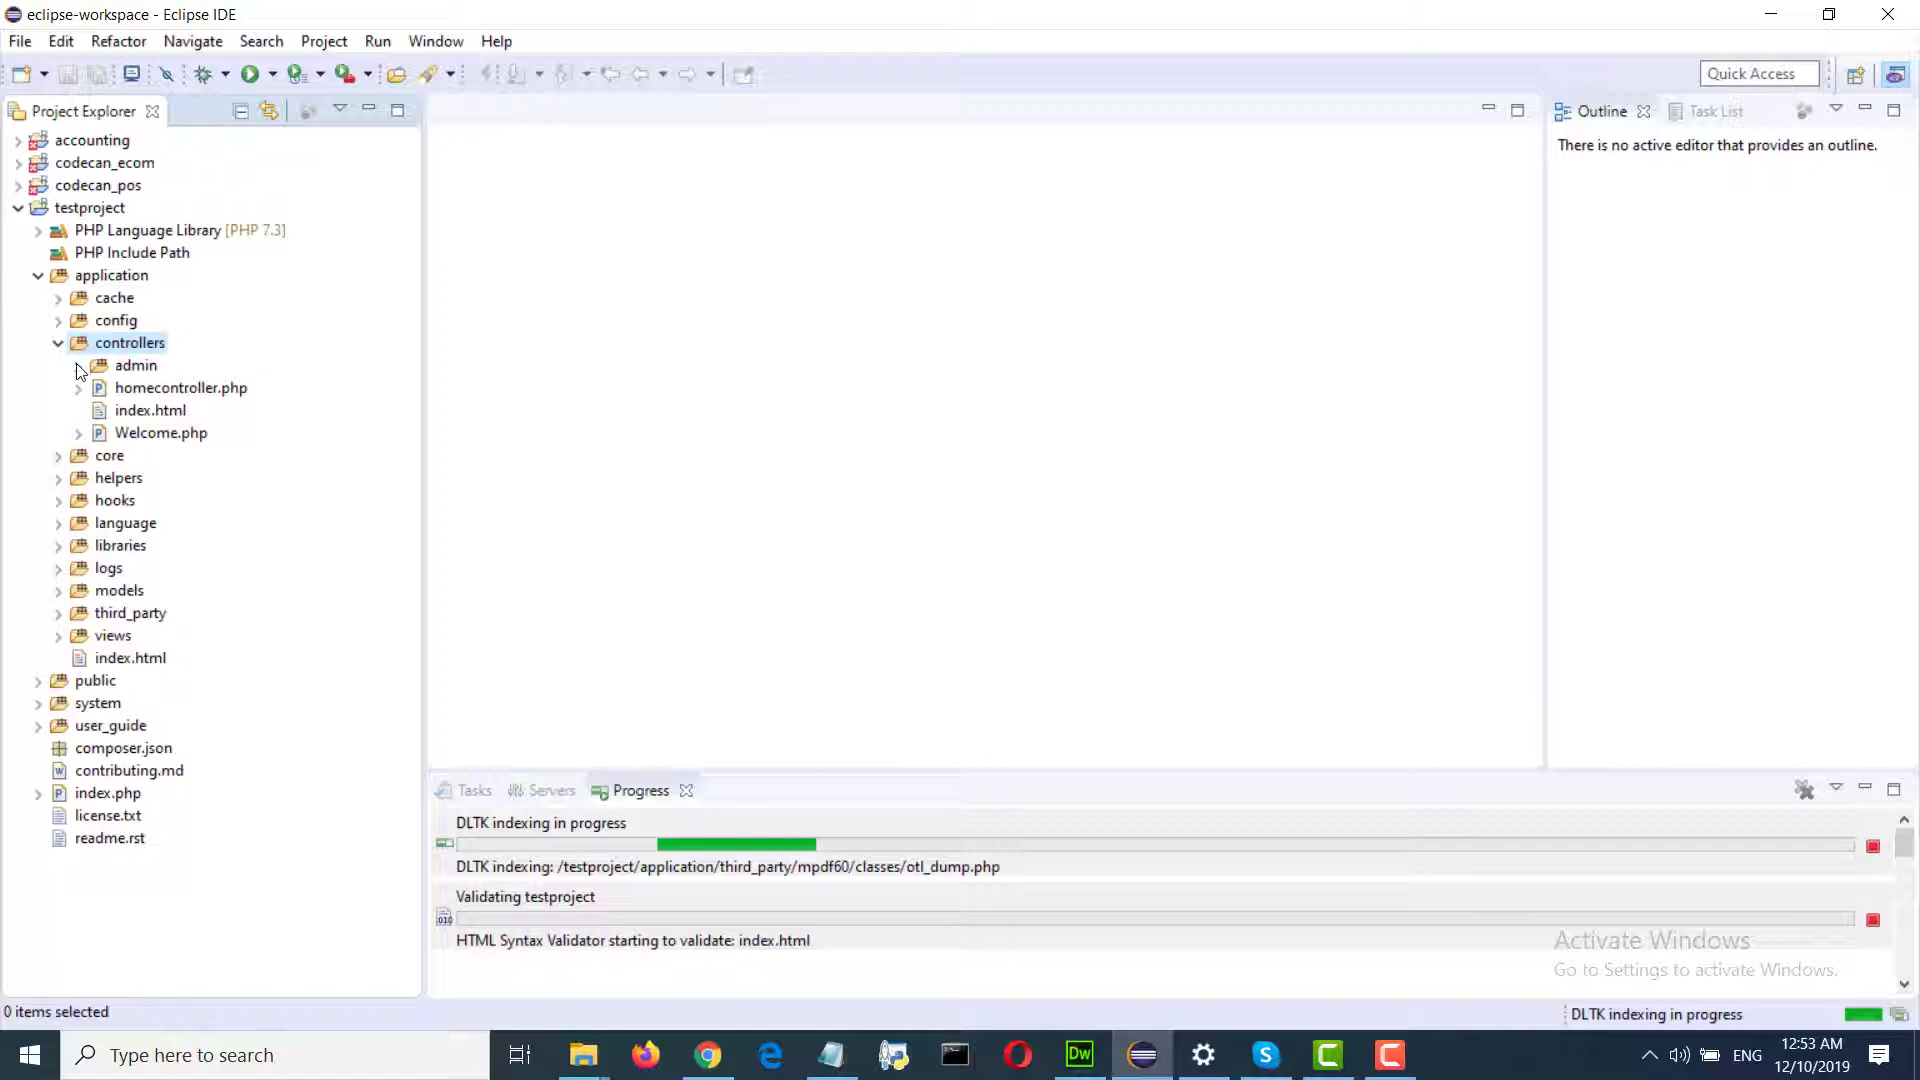 eclipse-workspace - Eclipse IDE
File Edit Refactor Navigate Search Project Run Window Help
Quick Access
Project Explorer
Outline Task List
There is no active editor that provides an outline.
accounting
codecan_ecom
codecan_pos
testproject
PHP Language Library [PHP 7.3]
PHP Include Path
application
cache
config
controllers
admin
homecontroller.php
index.html
Welcome.php
core
helpers
hooks
language
libraries
logs
models
third_party
views
index.html
public
system
user_guide
composer.json
contributing.md
index.php
license.txt
readme.rst
Tasks Servers Progress
DLTK indexing in progress
DLTK indexing: /testproject/application/third_party/mpdf60/classes/otl_dump.php
Validating testproject
010
HTML Syntax Validator starting to validate: index.html
Activate Windows
Go to Settings to activate Windows.
0 items selected
DLTK indexing in progress
Type here to search
Dw
ENG
12:53 AM
12/10/2019